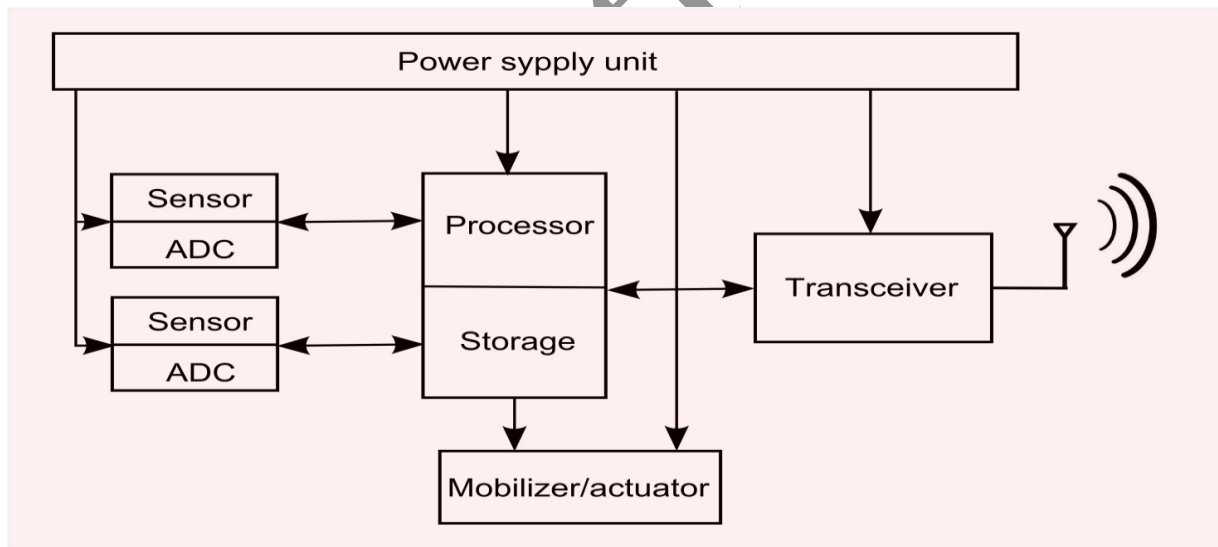 Power sypply unit
Sensor
ADC
Sensor
ADC
Processor
Storage
Transceiver
Mobilizer/actuator